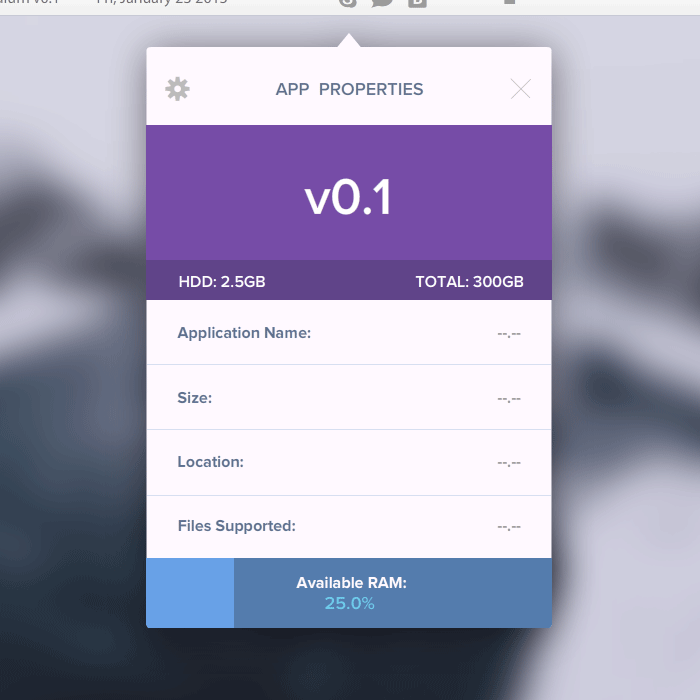 v0.1
Fri, January 23 2015
APP PROPERTIES
v0.1
HDD: 2.5GB
TOTAL: 300GB
Application Name:
--.--
Size:
--.--
Location:
--.--
Files Supported:
--.--
Available RAM:
25.0%